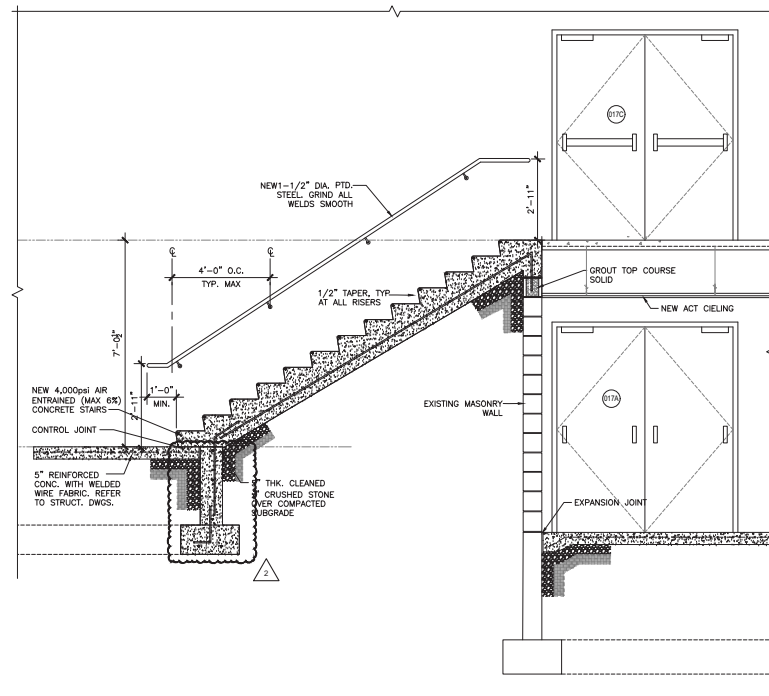 017C
NEW1-1/2" DIA. PTD.
STEEL. GRIND ALL
WELDS SMOOTH
2'-11"
℄
℄
4'-0" O.C.
TYP. MAX
GROUT TOP COURSE
SOLID
1/2" TAPER, TYP.
AT ALL RISERS
NEW ACT CIELING
7'-0½"
2'-11"
1'-0"
MIN.
NEW 4,000psi AIR
ENTRAINED (MAX 6%)
CONCRETE STAIRS
017A
EXISTING MASONRY
WALL
CONTROL JOINT
5" REINFORCED
CONC. WITH WELDED
WIRE FABRIC. REFER
TO STRUCT. DWGS.
THK. CLEANED
CRUSHED STONE
OVER COMPACTED
SUBGRADE
EXPANSION JOINT
2